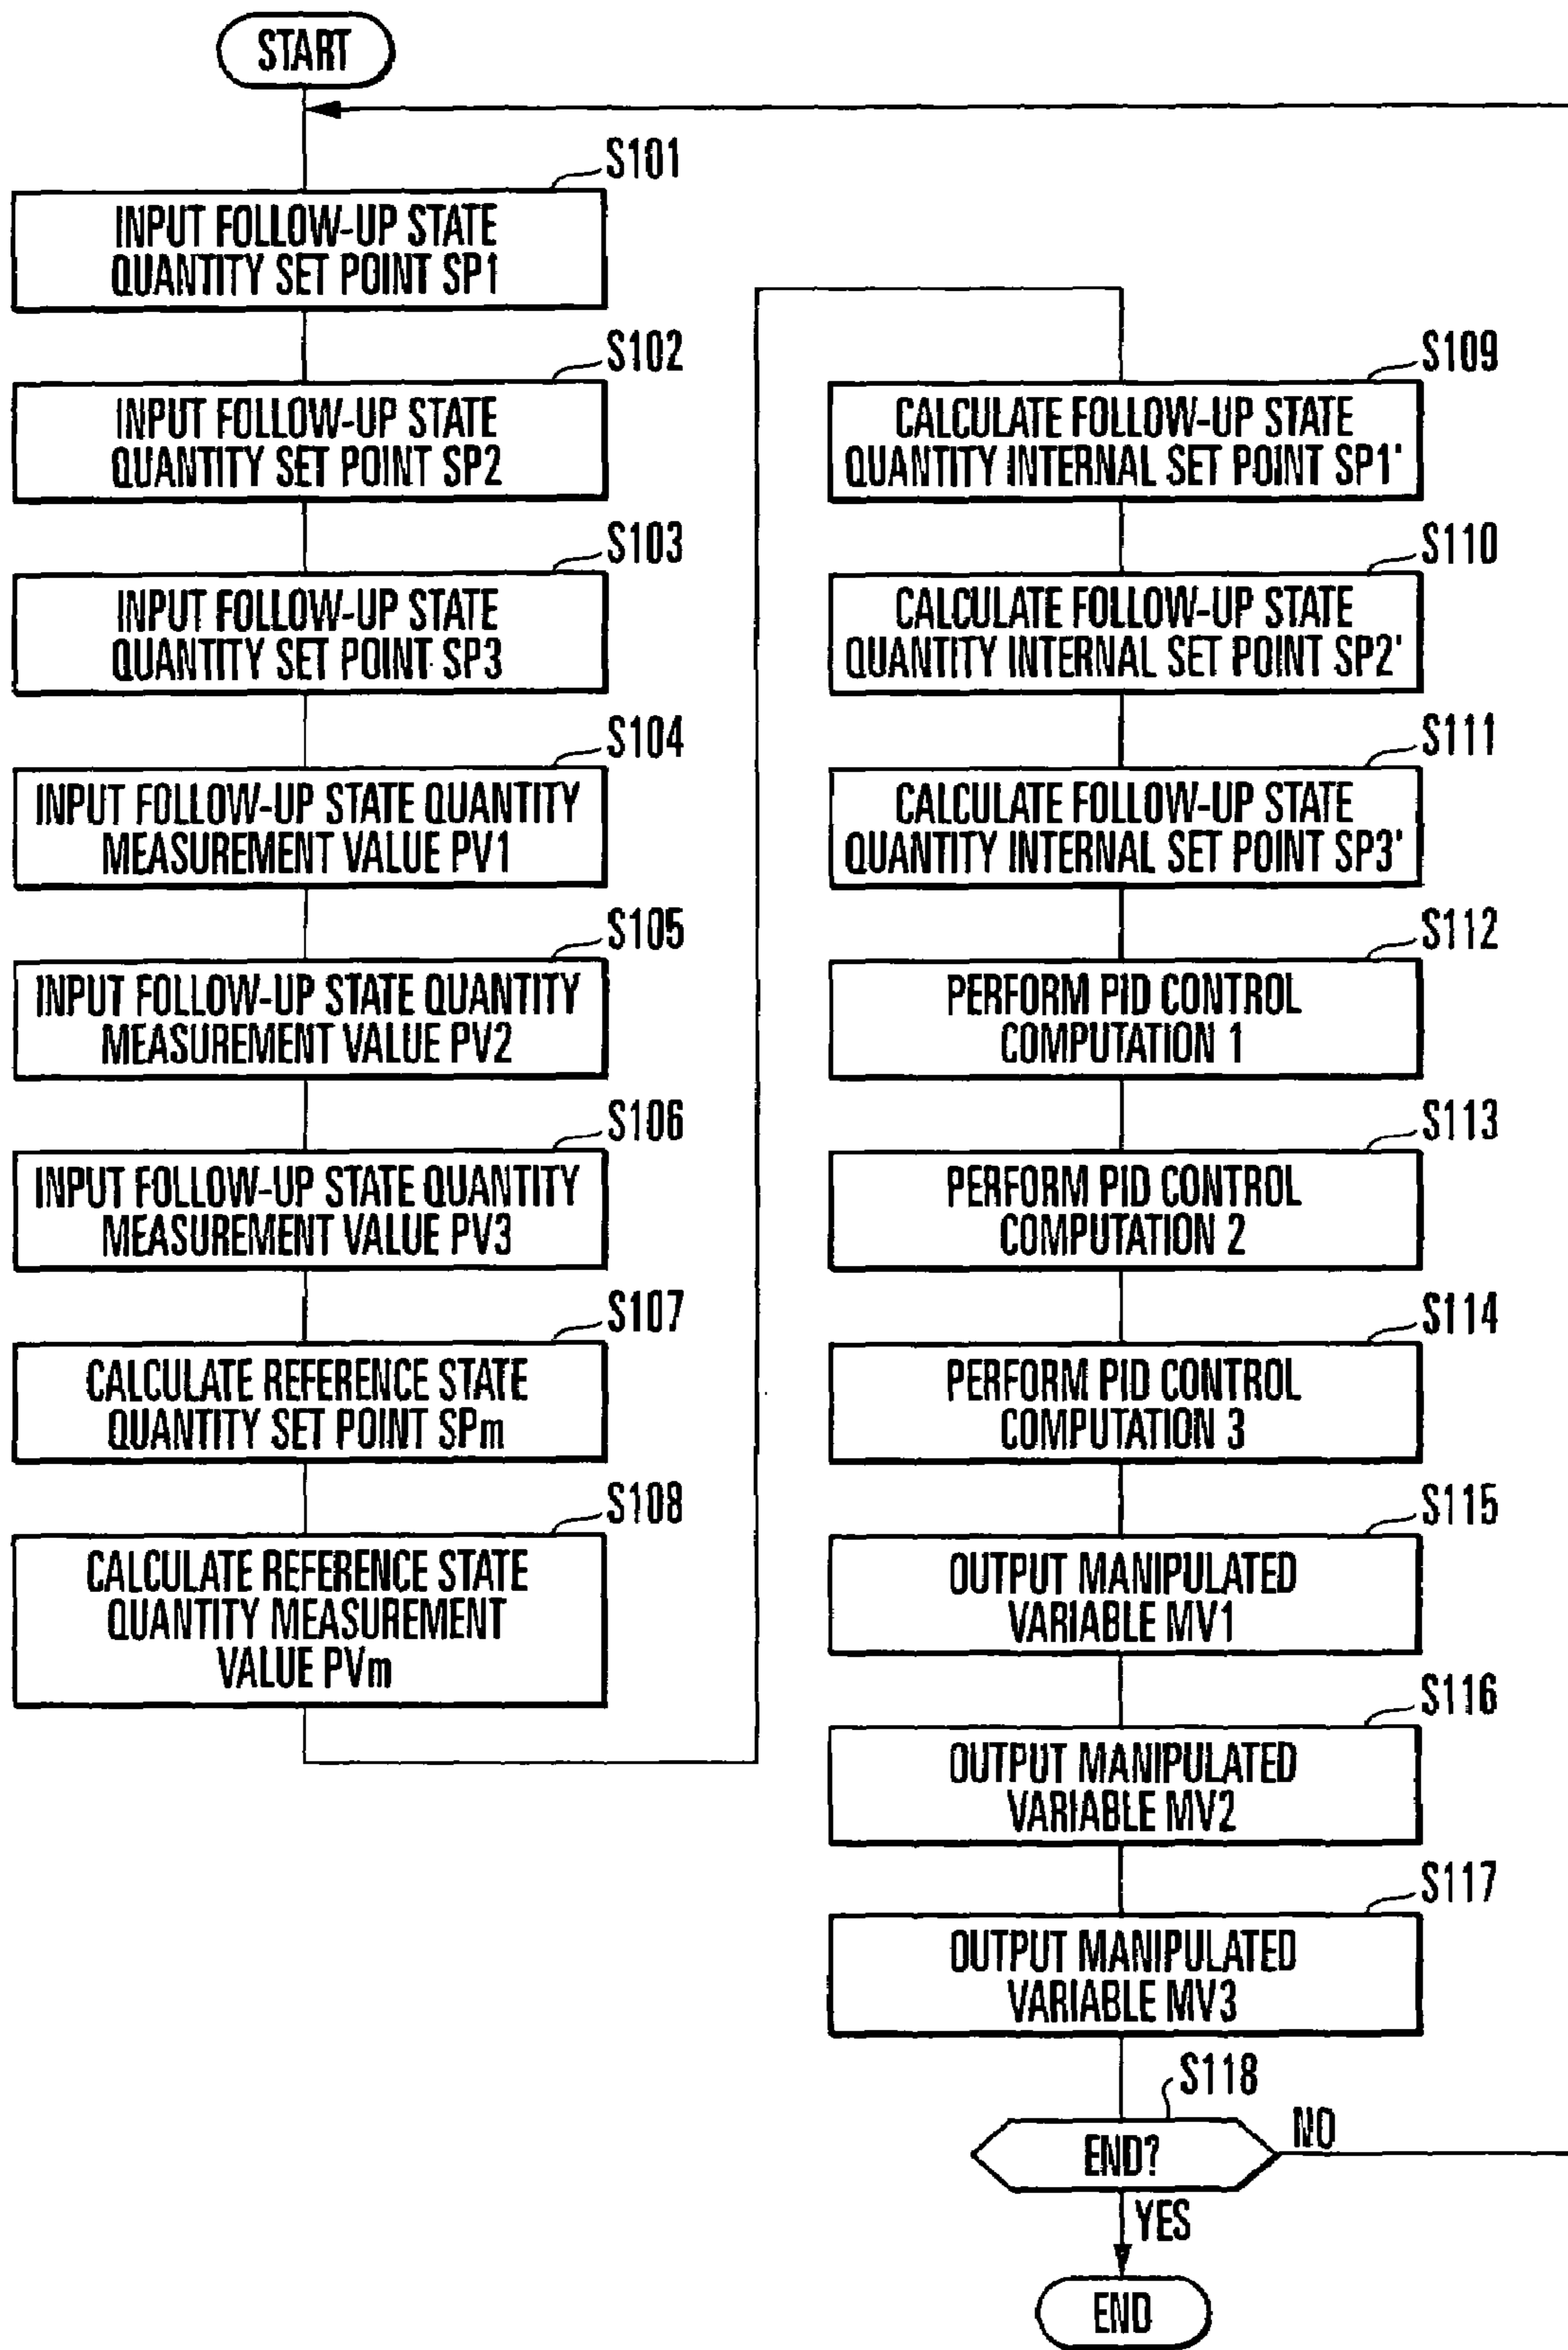 START
S101
INPUT FOLLOW-UP STATE
QUANTITY SET POINT SP1
S102
INPUT FOLLOW-UP STATE
QUANTITY SET POINT SP2
S103
INPUT FOLLOW-UP STATE
QUANTITY SET POINT SP3
S104
INPUT FOLLOW-UP STATE QUANTITY
MEASUREMENT VALUE PV1
S105
INPUT FOLLOW-UP STATE QUANTITY
MEASUREMENT VALUE PV2
S106
INPUT FOLLOW-UP STATE QUANTITY
MEASUREMENT VALUE PV3
S107
CALCULATE REFERENCE STATE
QUANTITY SET POINT SPm
S108
CALCULATE REFERENCE STATE
QUANTITY MEASUREMENT
VALUE PVm
S109
CALCULATE FOLLOW-UP STATE
QUANTITY INTERNAL SET POINT SP1'
S110
CALCULATE FOLLOW-UP STATE
QUANTITY INTERNAL SET POINT SP2'
S111
CALCULATE FOLLOW-UP STATE
QUANTITY INTERNAL SET POINT SP3'
S112
PERFORM PID CONTROL
COMPUTATION 1
S113
PERFORM PID CONTROL
COMPUTATION 2
S114
PERFORM PID CONTROL
COMPUTATION 3
S115
OUTPUT MANIPULATED
VARIABLE MV1
S116
OUTPUT MANIPULATED
VARIABLE MV2
S117
OUTPUT MANIPULATED
VARIABLE MV3
S118
END?
NO
YES
END